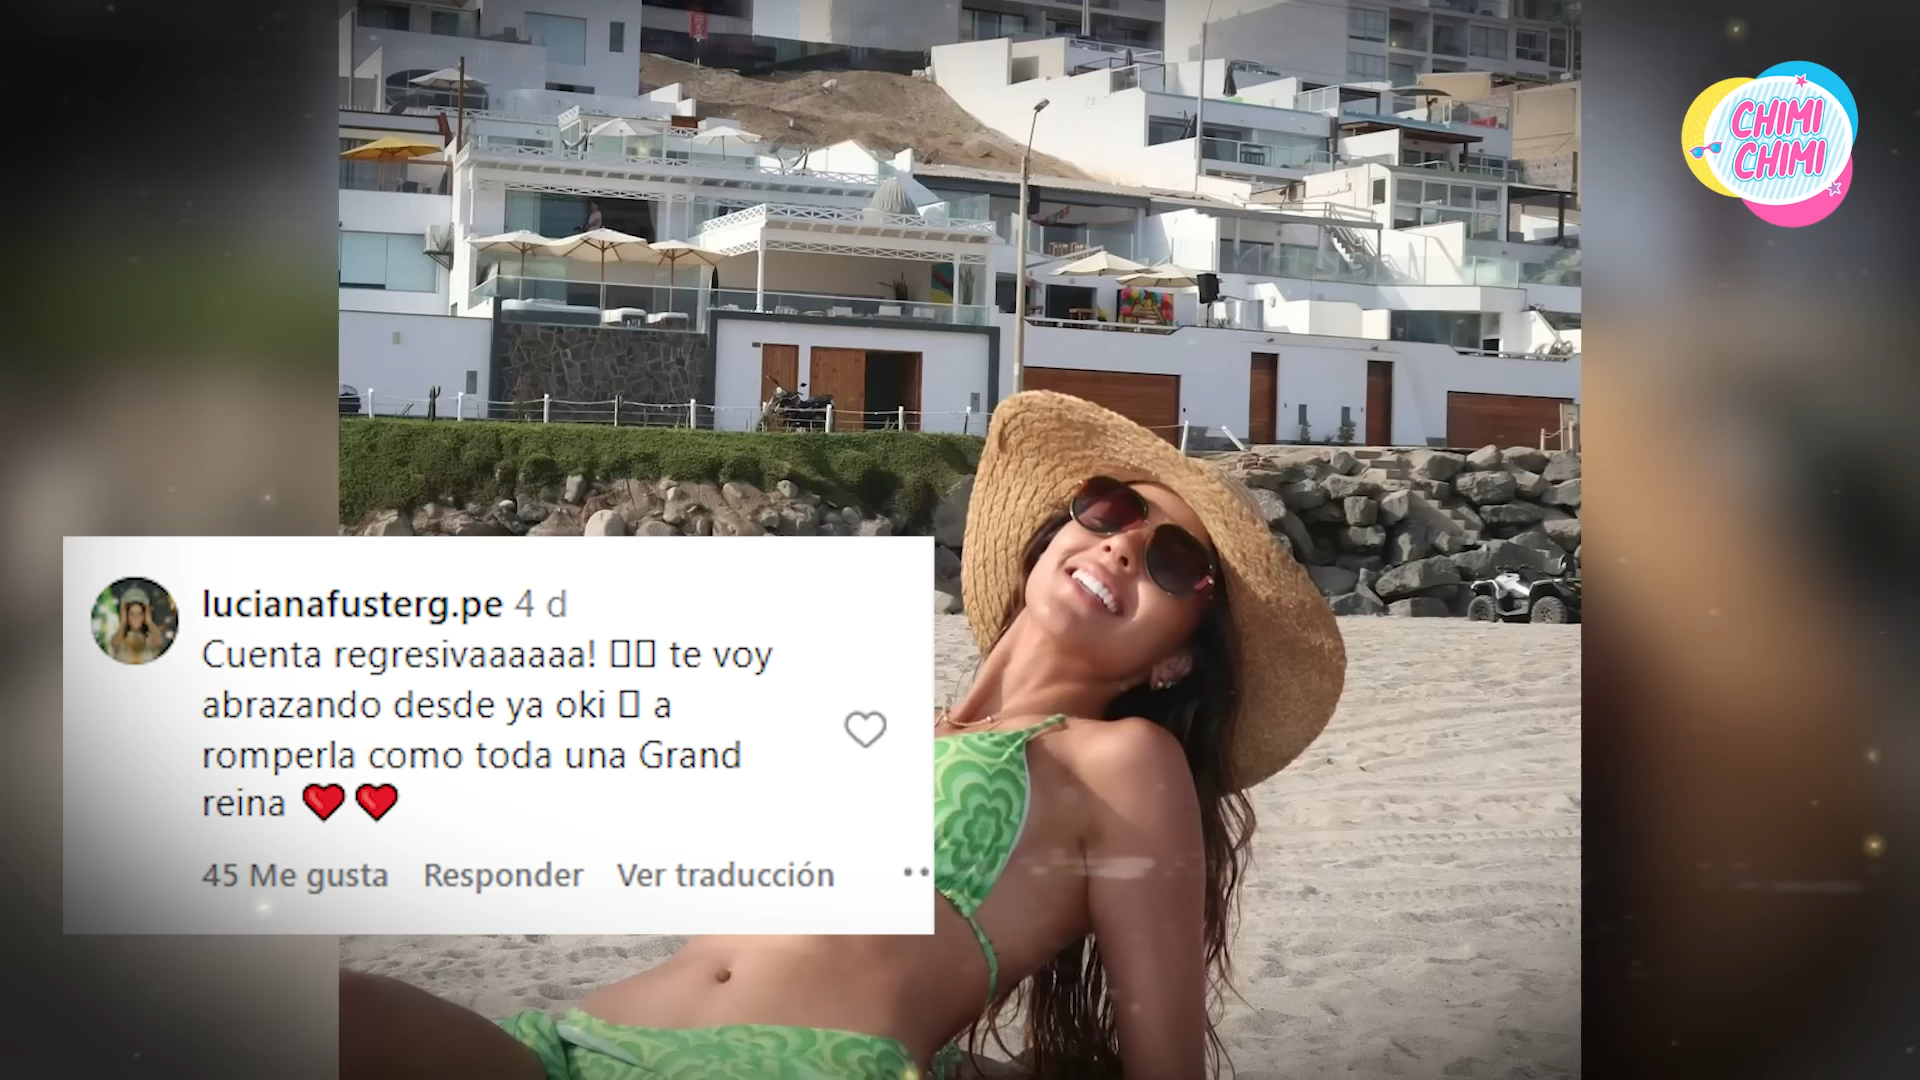 CHIMI
CHIMI
lucianafusterg.pe 4 d
Cuenta regresivaaaaaa! te voy
abrazando desde ya oki a
romperla como toda una Grand
reina ❤️❤️
45 Me gusta Responder Ver traducción ••